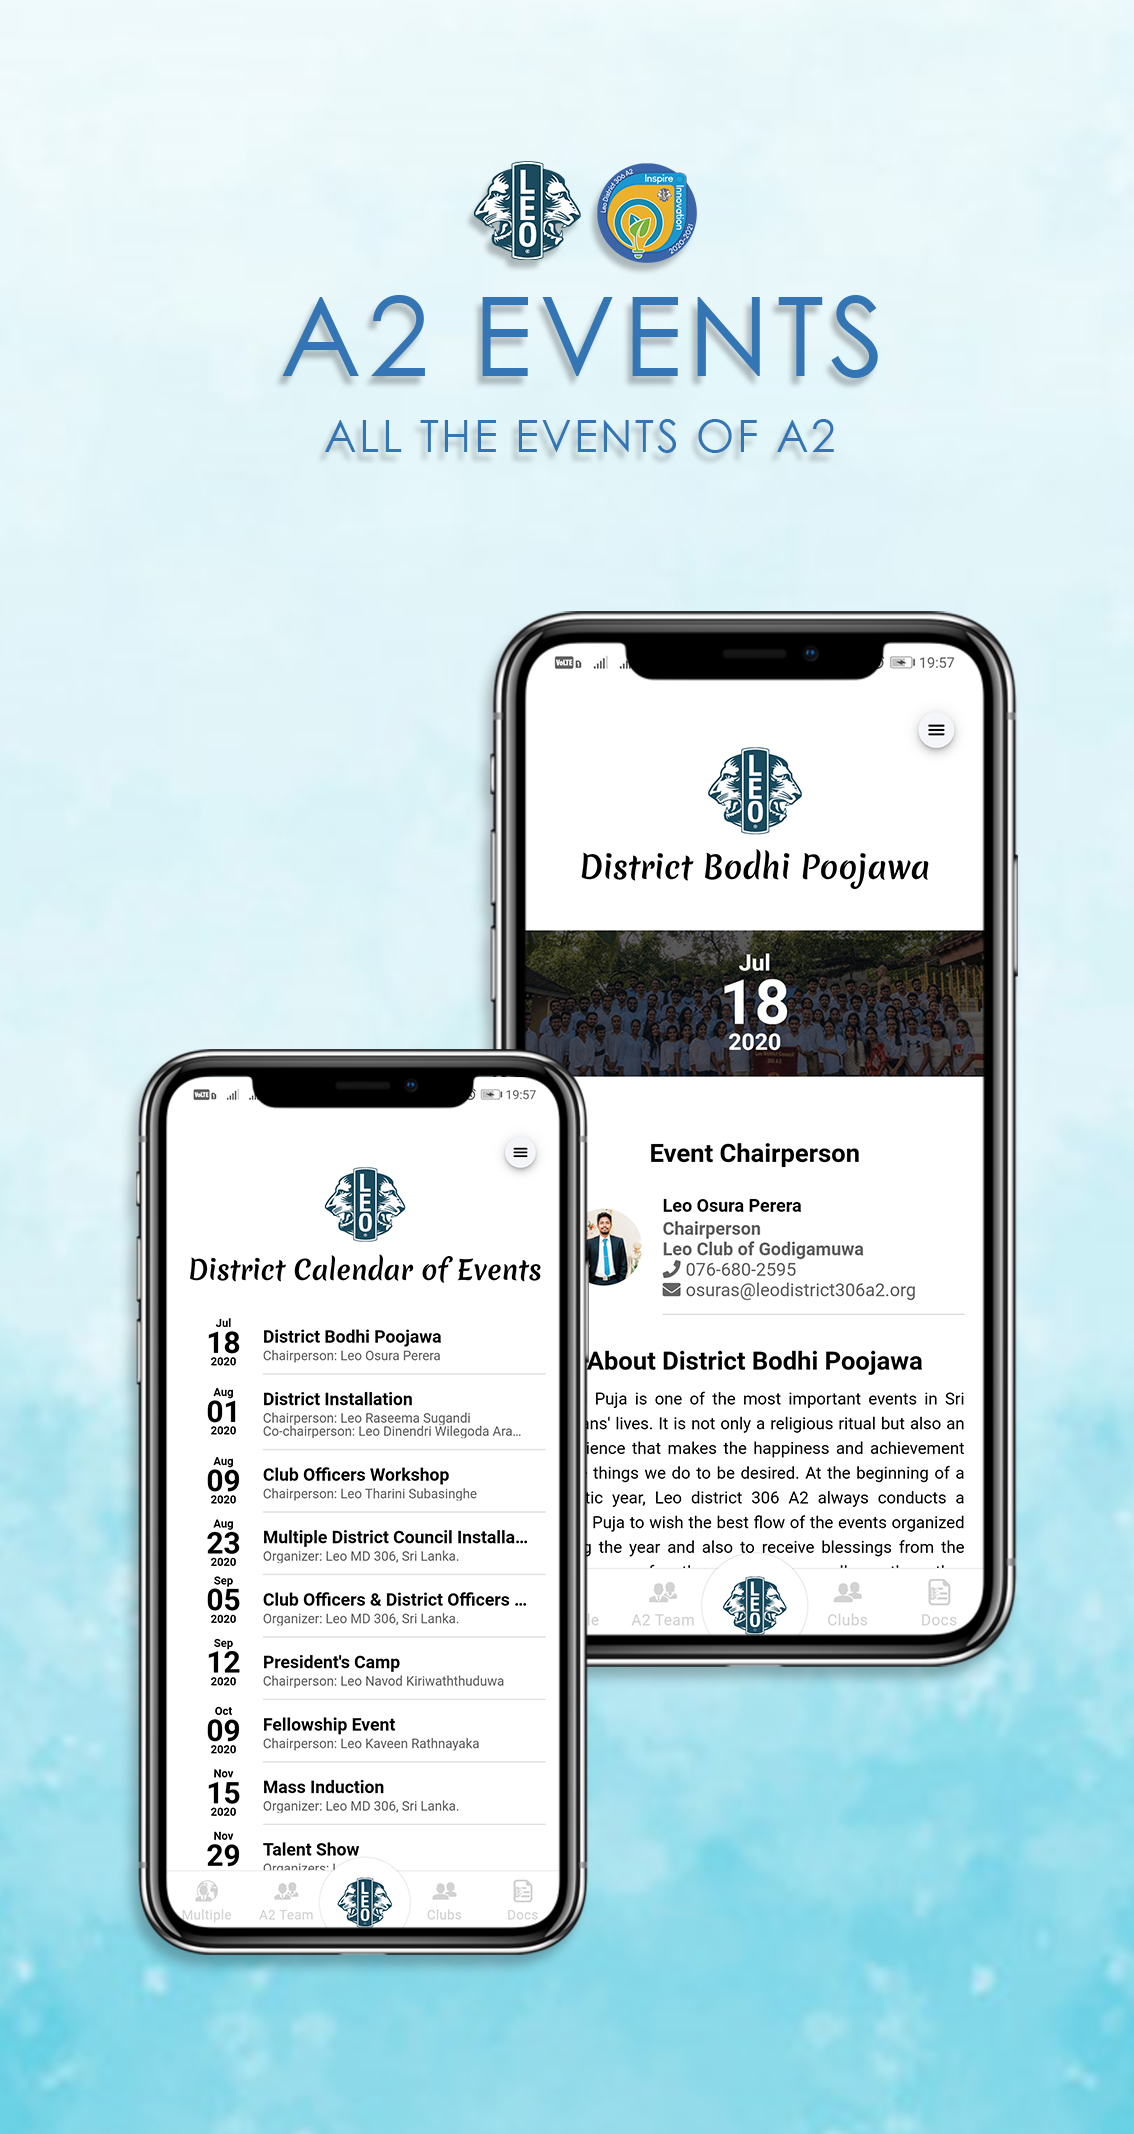 LEO
Leo District 306 A2
Inspire
Innovation
2020-2021
A2 EVENTS
ALL THE EVENTS OF A2
VoLTE
19:57
LEO
District Bodhi Poojawa
Jul
18
2020
Event Chairperson
Leo Osura Perera
Chairperson
Leo Club of Godigamuwa
076-680-2595
osuras@leodistrict306a2.org
About District Bodhi Poojawa
Puja is one of the most important events in Sri
ans' lives. It is not only a religious ritual but also an
ience that makes the happiness and achievement
things we do to be desired. At the beginning of a
tic year, Leo district 306 A2 always conducts a
Puja to wish the best flow of the events organized
g the year and also to receive blessings from the
le
A2 Team
LEO
Clubs
Docs
VoLTE
19:57
LEO
District Calendar of Events
Jul
18
2020
District Bodhi Poojawa
Chairperson: Leo Osura Perera
Aug
01
2020
District Installation
Chairperson: Leo Raseema Sugandi
Co-chairperson: Leo Dinendri Wilegoda Ara...
Aug
09
2020
Club Officers Workshop
Chairperson: Leo Tharini Subasinghe
Aug
23
2020
Multiple District Council Installa...
Organizer: Leo MD 306, Sri Lanka.
Sep
05
2020
Club Officers & District Officers ...
Organizer: Leo MD 306, Sri Lanka.
Sep
12
2020
President's Camp
Chairperson: Leo Navod Kiriwaththuduwa
Oct
09
2020
Fellowship Event
Chairperson: Leo Kaveen Rathnayaka
Nov
15
2020
Mass Induction
Organizer: Leo MD 306, Sri Lanka.
Nov
29
Talent Show
Organizers: L
Multiple
A2 Team
LEO
Clubs
Docs